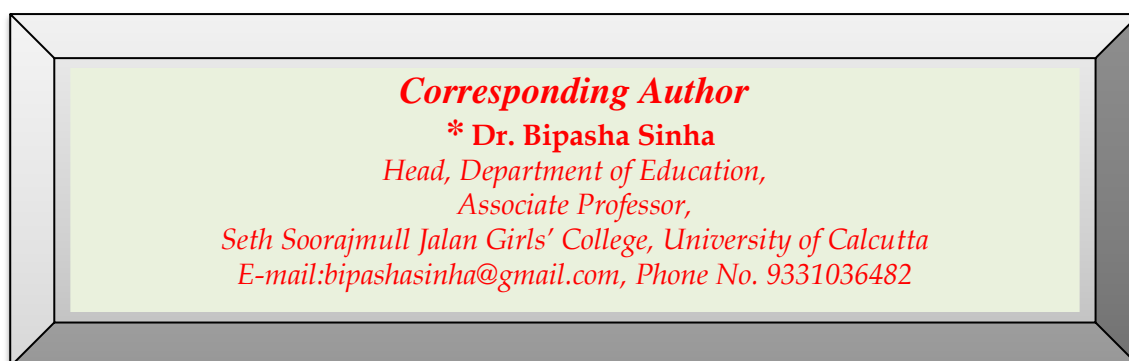 Corresponding Author
* Dr. Bipasha Sinha
Head, Department of Education,
Associate Professor,
Seth Soorajmull Jalan Girls’ College, University of Calcutta
E-mail:bipashasinha@gmail.com, Phone No. 9331036482